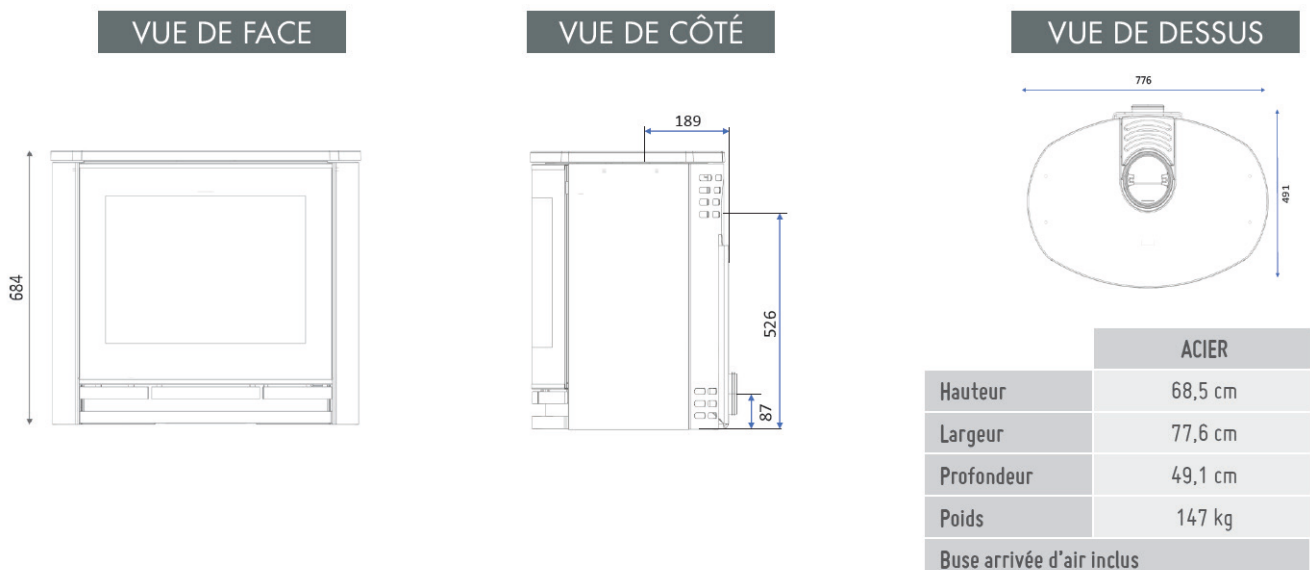 VUE DE FACE
684
VUE DE CÔTÉ
189
526
87
VUE DE DESSUS
776
491
ACIER
Hauteur 68,5 cm
Largeur 77,6 cm
Profondeur 49,1 cm
Poids 147 kg
Buse arrivée d'air inclus